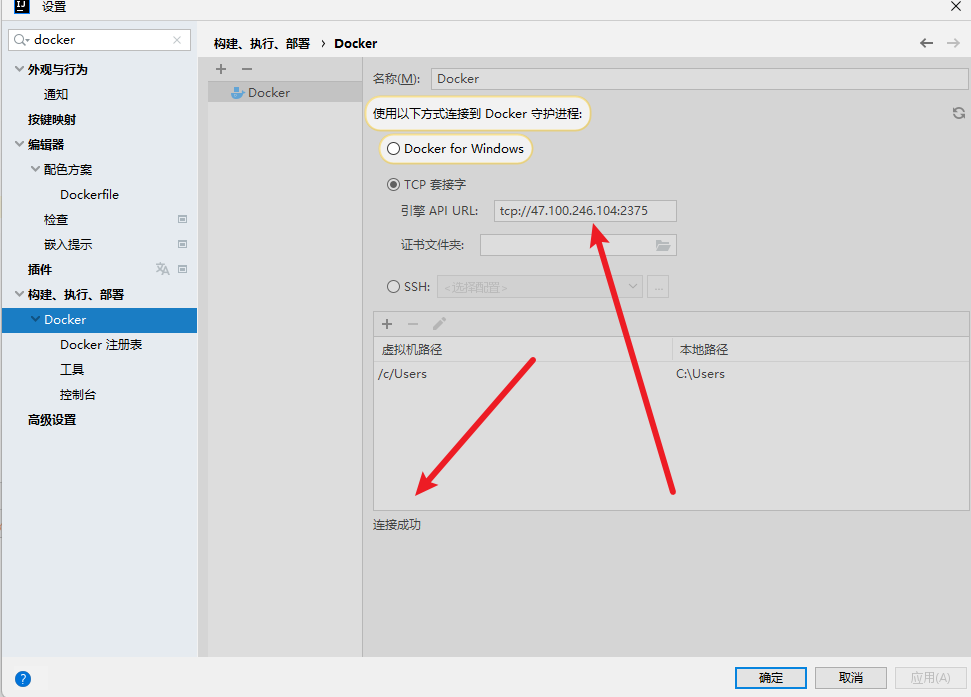 设置
docker
外观与行为
通知
按键映射
编辑器
配色方案
Dockerfile
检查
嵌入提示
插件
构建、执行、部署
Docker
Docker 注册表
工具
控制台
高级设置
构建、执行、部署 › Docker
Docker
名称(M): Docker
使用以下方式连接到 Docker 守护进程:
Docker for Windows
TCP 套接字
引擎 API URL: tcp://47.100.246.104:2375
证书文件夹:
SSH: <选择配置> ...
虚拟机路径 本地路径
/c/Users C:\Users
连接成功
? 确定 取消 应用(A)